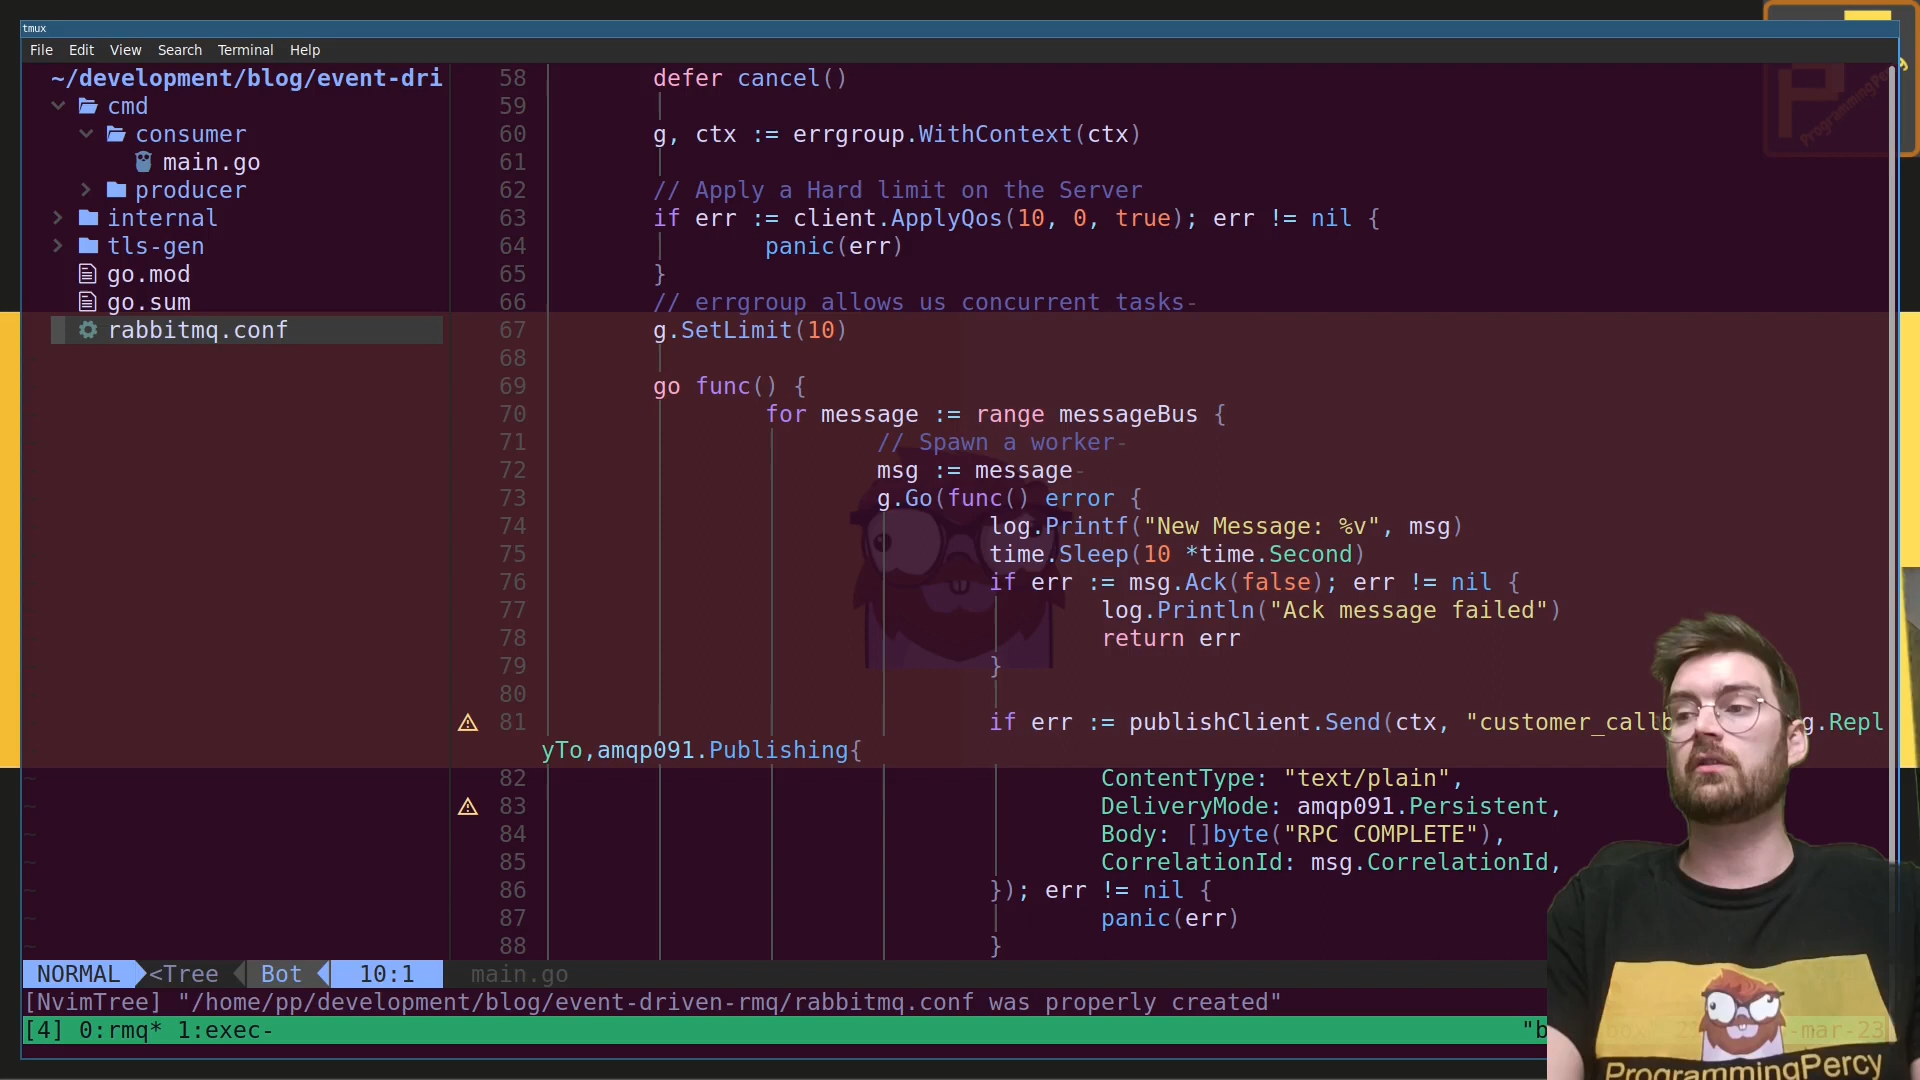 tmux
File Edit View Search Terminal Help
~/development/blog/event-dri
cmd
consumer
main.go
producer
internal
tls-gen
go.mod
go.sum
rabbitmq.conf
58 defer cancel()
59
60 g, ctx := errgroup.WithContext(ctx)
61
62 // Apply a Hard limit on the Server
63 if err := client.ApplyQos(10, 0, true); err != nil {
64 panic(err)
65 }
66 // errgroup allows us concurrent tasks-
67 g.SetLimit(10)
68
69 go func() {
70 for message := range messageBus {
71 // Spawn a worker-
72 msg := message-
73 g.Go(func() error {
74 log.Printf("New Message: %v", msg)
75 time.Sleep(10 *time.Second)
76 if err := msg.Ack(false); err != nil {
77 log.Println("Ack message failed")
78 return err
79 }
80
81 if err := publishClient.Send(ctx, "customer_callb g.Repl
yTo,amqp091.Publishing{
82 ContentType: "text/plain",
83 DeliveryMode: amqp091.Persistent,
84 Body: []byte("RPC COMPLETE"),
85 CorrelationId: msg.CorrelationId,
86 }); err != nil {
87 panic(err)
88 }
NORMAL <Tree Bot 10:1 main.go
[NvimTree] "/home/pp/development/blog/event-driven-rmq/rabbitmq.conf was properly created"
[4] 0:rmq* 1:exec- "b -mar-23
ProgrammingPercy
ProgrammingPercy